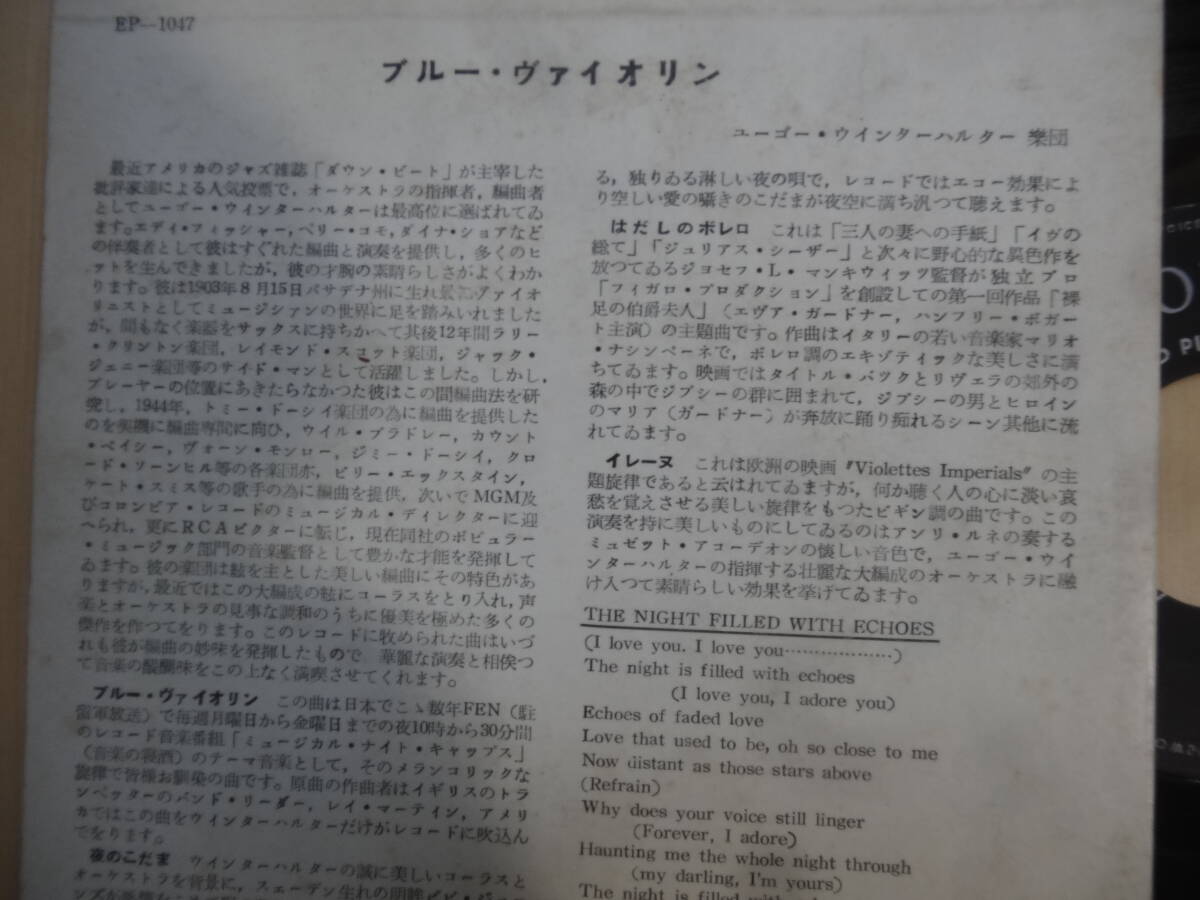 EP—1047
ブルー・ヴァイオリン
ユーゴー・ウインターハルター 樂団
最近アメリカのジャズ雑誌「ダウン・ビート」が主宰した
批評家達による人気投票で，オーケストラの指揮者，編曲者
としてユーゴー・ウインターハルターは最高位に選ばれてゐ
ます。エディ・フィッシャー，ペリー・コモ，ダイナ・ショアなど
の伴奏者として彼はすぐれた編曲と演奏を提供し，多くのヒ
ットを生んできましたが，彼の才腕の素晴らしさがよくわか
ります。彼は1903年8月15日パサデナ州に生れ最初ヴァイオ
リニストとしてミュージシァンの世界に足を踏みいれました
が，間もなく楽器をサックスに持ちかへて其後12年間ラリー
・クリントン楽団，レイモンド・スコット楽団，ジャック・
ジェニー楽団等のサイド・マンとして活躍しました。しかし，
プレーヤーの位置にあきたらなかつた彼はこの間編曲法を研
究し，1944年，トミー・ドーシイ楽団の為に編曲を提供した
のを契機に編曲専門に向ひ，ウイル・ブラドレー，カウント
・ベイシー，ヴォーン・モンロー，ジミー・ドーシイ，クロ
ード・ソーンヒル等の各楽団亦，ビリー・エックスタイン，
ケート・スミス等の歌手の為に編曲を提供，次いでMGM及
びコロンビア・レコードのミュージカル・ディレクターに迎
へられ，更にRCAビクターに転じ，現在同社のポピュラー
・ミュージック部門の音楽監督として豊かな才能を発揮して
ゐます。彼の楽団は絃を主とした美しい編曲にその特色があ
りますが，最近ではこの大編成の絃にコーラスをとり入れ，声
楽とオーケストラの見事な調和のうちに優美を極めた多くの
傑作を作つてをります。このレコードに牧められた曲はいづ
れも彼が編曲の妙味を発揮したもので 華麗な演奏と相俟つ
て音楽の醍醐味をこの上なく満喫させてくれます。
ブルー・ヴァイオリン この曲は日本でこゝ数年FEN（駐
留軍放送）で毎週月曜日から金曜日までの夜10時から30分間
のレコード音楽番組「ミュージカル・ナイト・キャップス」
（音楽の寝酒）のテーマ音楽として，そのメランコリックな
旋律で皆様お馴染の曲です。原曲の作曲者はイギリスのトラ
ンペッターのバンド・リーダー，レイ・マーテイン，アメリ
カではこの曲をウインターハルターだけがレコードに吹込ん
でをります。
夜のこだま ウインターハルターの誠に美しいコーラスと
オーケストラを背景に，スェーデン生れの明眸
る，独りゐる淋しい夜の唄で，レコードではエコー効果によ
り空しい愛の囁きのこだまが夜空に満ち汎つて聴えます。
はだしのボレロ これは「三人の妻への手紙」「イヴの
総て」「ジュリアス・シーザー」と次々に野心的な異色作を
放つてゐるジョセフ・L・マンキウィッツ監督が独立プロ
「フィガロ・プロダクション」を創設しての第一回作品「裸
足の伯爵夫人」（エヴァ・ガードナー，ハンフリー・ボガー
ト主演）の主題曲です。作曲はイタリーの若い音楽家マリオ
・ナシンベーネで，ボレロ調のエキゾティックな美しさに満
ちてゐます。映画ではタイトル・バツクとリヴェラの郊外の
森の中でジプシーの群に囲まれて，ジプシーの男とヒロイン
のマリア（ガードナー）が奔放に踊り痴れるシーン其他に流
れてゐます。
イレーヌ これは欧洲の映画〝Violettes Imperials〟の主
題旋律であると云はれてゐますが，何か聴く人の心に淡い哀
愁を覚えさせる美しい旋律をもつたビギン調の曲です。この
演奏を持に美しいものにしてゐるのはアンリ・ルネの奏する
ミュゼット・アコーデオンの懐しい音色で，ユーゴー・ウイ
ンターハルターの指揮する壮麗な大編成のオーケストラに融
け入つて素晴らしい効果を挙げてゐます。
THE NIGHT FILLED WITH ECHOES
(I love you. I love you………………)
The night is filled with echoes
(I love you, I adore you)
Echoes of faded love
Love that used to be, oh so close to me
Now distant as those stars above
(Refrain)
Why does your voice still linger
(Forever, I adore)
Haunting me the whole night through
(my darling, I'm yours)
The night is filled